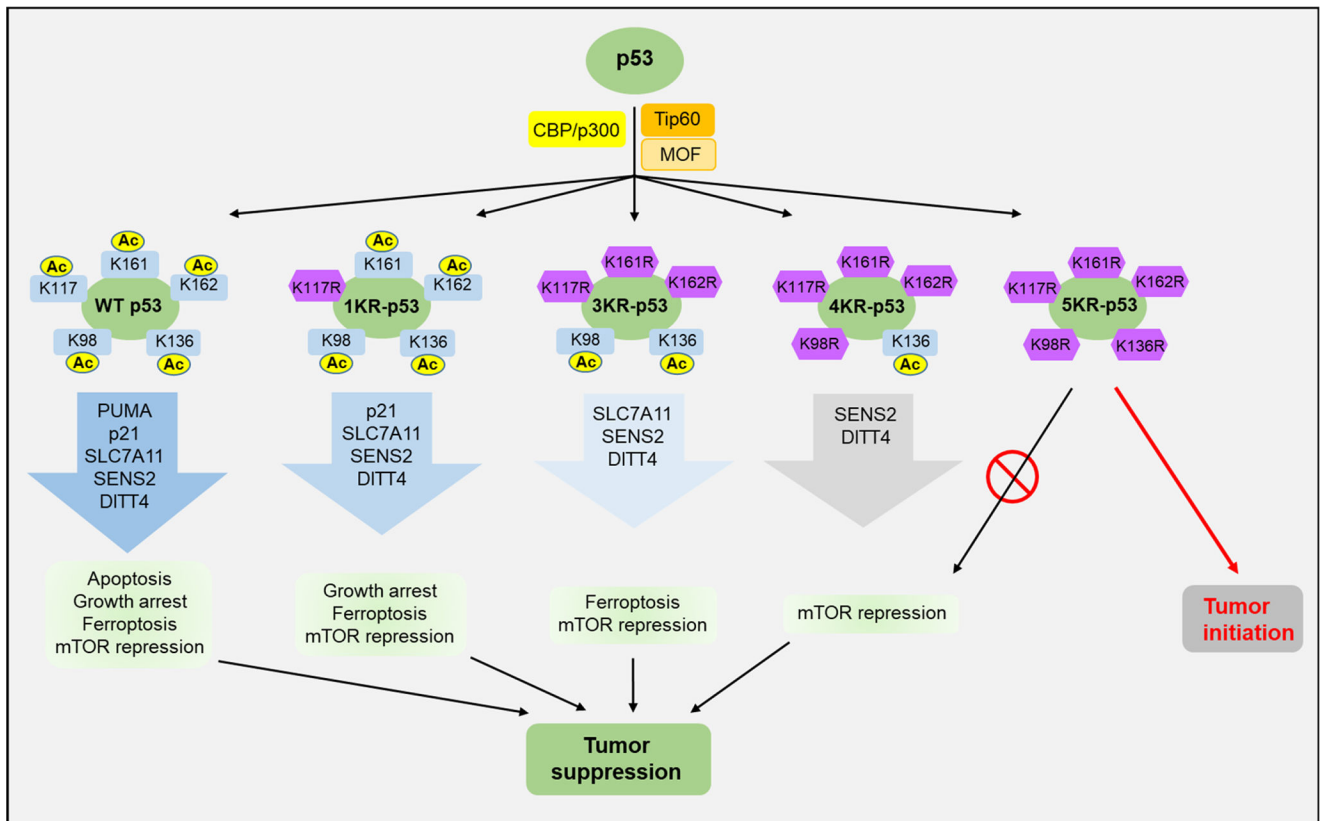 p53
CBP/p300
Tip60
MOF
Ac
K161
Ac
K117
Ac
K162
WT p53
K98
Ac
K136
Ac
Ac
K161
K117R
Ac
K162
1KR-p53
K98
Ac
K136
Ac
K161R
K117R
K162R
3KR-p53
K98
Ac
K136
Ac
K161R
K117R
K162R
4KR-p53
K98R
K136
Ac
K161R
K117R
K162R
5KR-p53
K98R
K136R
PUMA
p21
SLC7A11
SENS2
DITT4
p21
SLC7A11
SENS2
DITT4
SLC7A11
SENS2
DITT4
SENS2
DITT4
Apoptosis
Growth arrest
Ferroptosis
mTOR repression
Growth arrest
Ferroptosis
mTOR repression
Ferroptosis
mTOR repression
mTOR repression
Tumor
initiation
Tumor
suppression